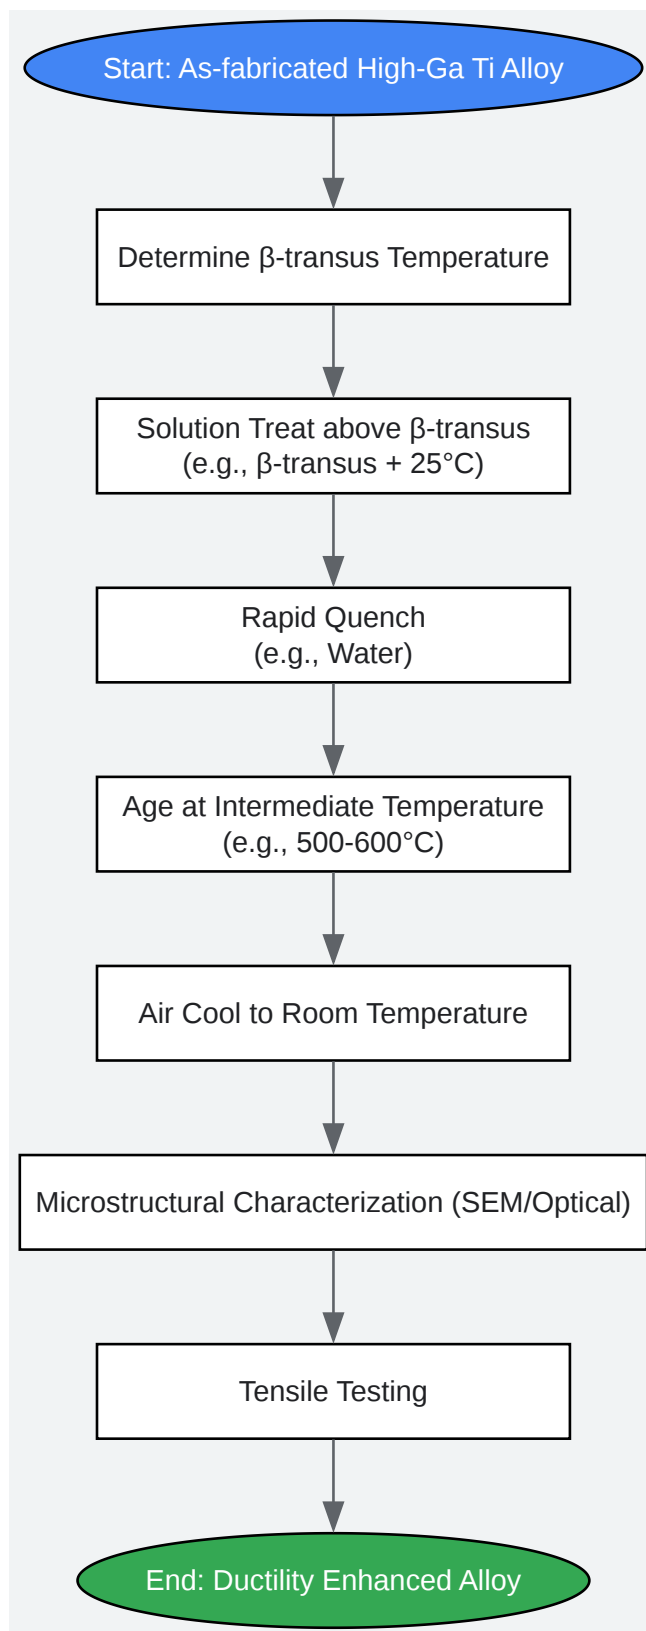 Start: As-fabricated High-Ga Ti Alloy
Determine β-transus Temperature
Solution Treat above β-transus
(e.g., β-transus + 25°C)
Rapid Quench
(e.g., Water)
Age at Intermediate Temperature
(e.g., 500-600°C)
Air Cool to Room Temperature
Microstructural Characterization (SEM/Optical)
Tensile Testing
End: Ductility Enhanced Alloy